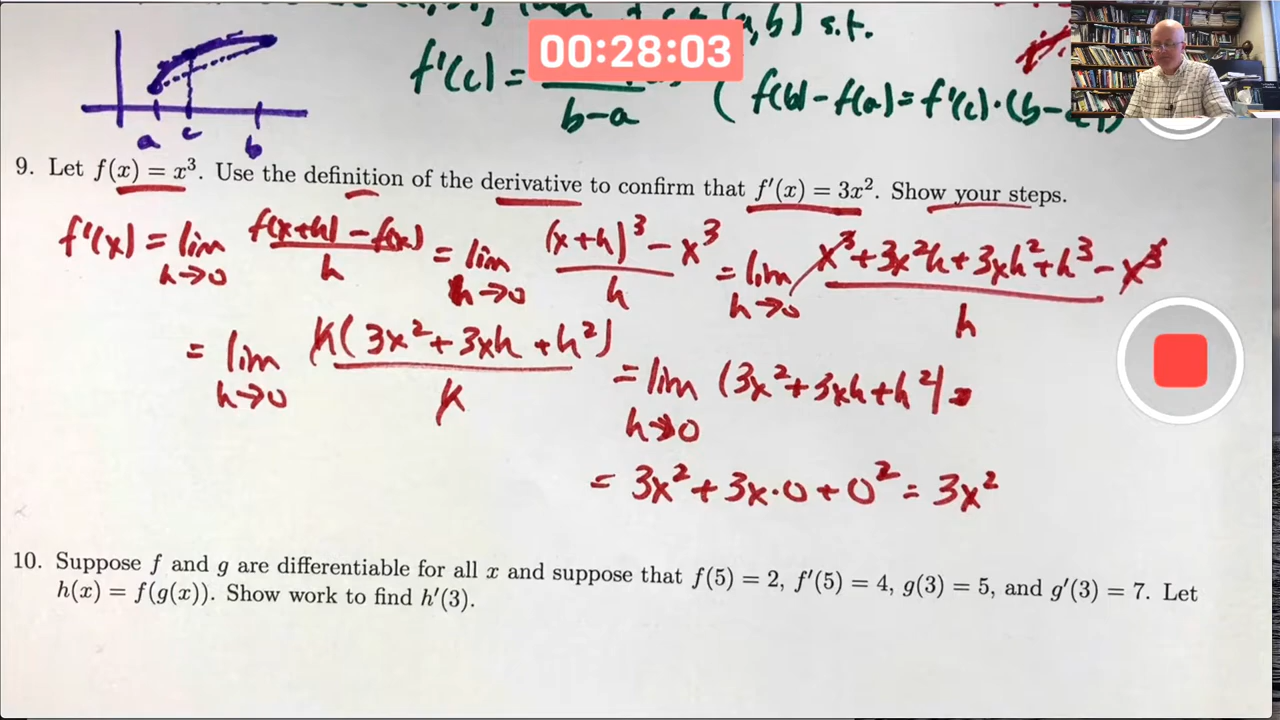 (a,b) s.t.
00:28:03
f'(c) = b-a (f(b)-f(a)=f'(c)·(b-a))
a c b
9. Let f(x) = x³. Use the definition of the derivative to confirm that f′(x) = 3x². Show your steps.
f'(x) = lim h→0 f(x+h)-f(x) / h = lim h→0 (x+h)³-x³ / h = lim h→0 x³+3x²h+3xh²+h³-x³ / h
= lim h→0 h(3x²+3xh+h²) / h = lim h→0 (3x²+3xh+h²) =
= 3x²+3x·0+0² = 3x²
10. Suppose f and g are differentiable for all x and suppose that f(5) = 2, f′(5) = 4, g(3) = 5, and g′(3) = 7. Let
h(x) = f(g(x)). Show work to find h′(3).